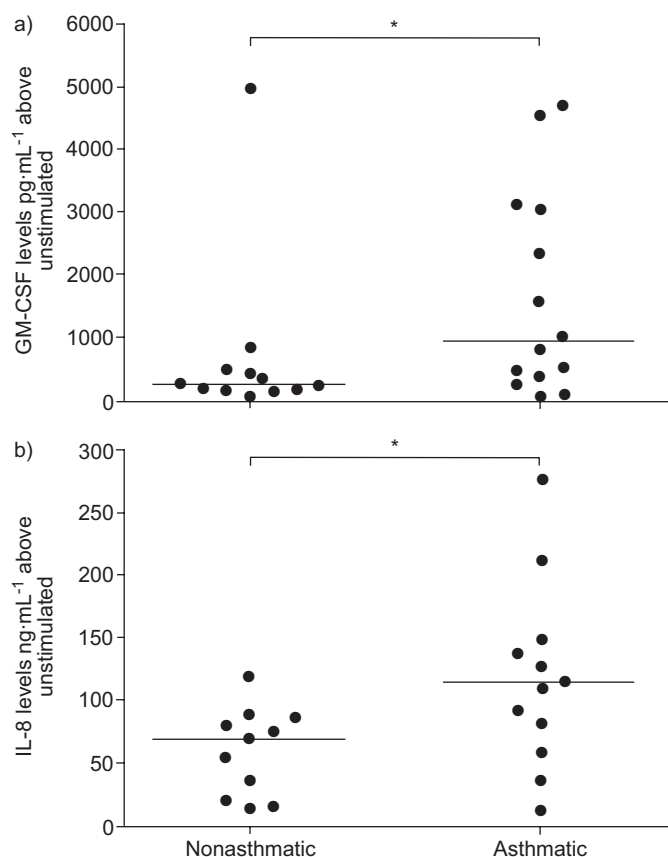 a)
6000
5000
4000
3000
2000
1000
0
GM-CSF levels pg·mL⁻¹ above
unstimulated
*
b)
300
250
200
150
100
50
0
IL-8 levels ng·mL⁻¹ above
unstimulated
*
Nonasthmatic
Asthmatic